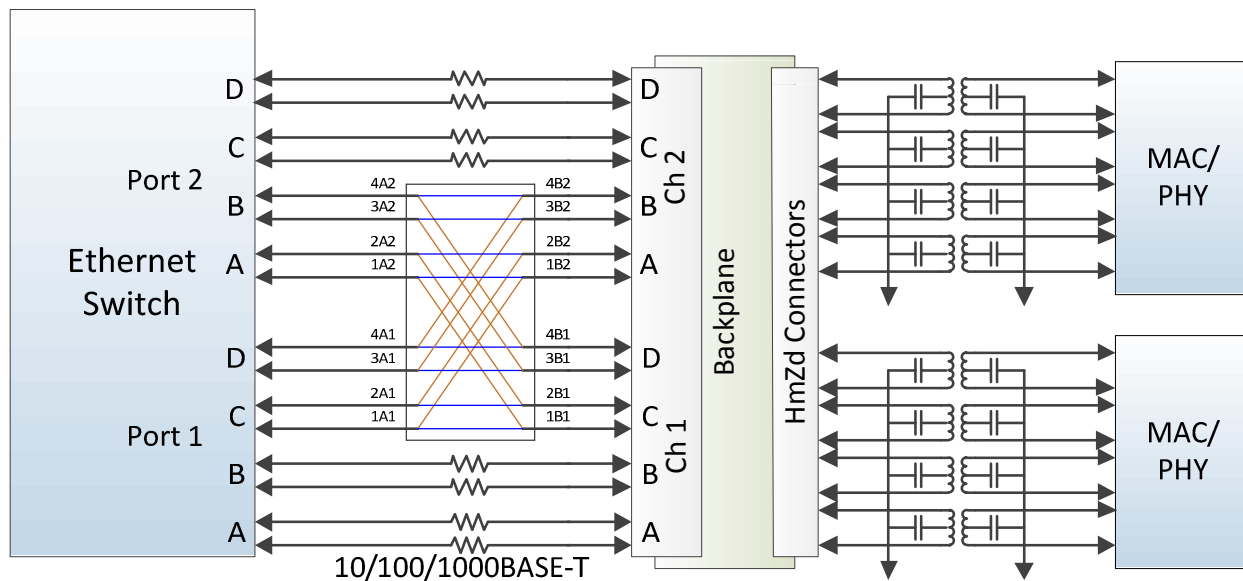 Ethernet
Switch
Port 2
Port 1
D
C
B
A
D
C
B
A
4A2
3A2
2A2
1A2
4A1
3A1
2A1
1A1
4B2
3B2
2B2
1B2
4B1
3B1
2B1
1B1
10/100/1000BASE-T
D
C
B
A
D
C
B
A
Ch 2
Ch 1
Backplane
HmZd Connectors
MAC/
PHY
MAC/
PHY